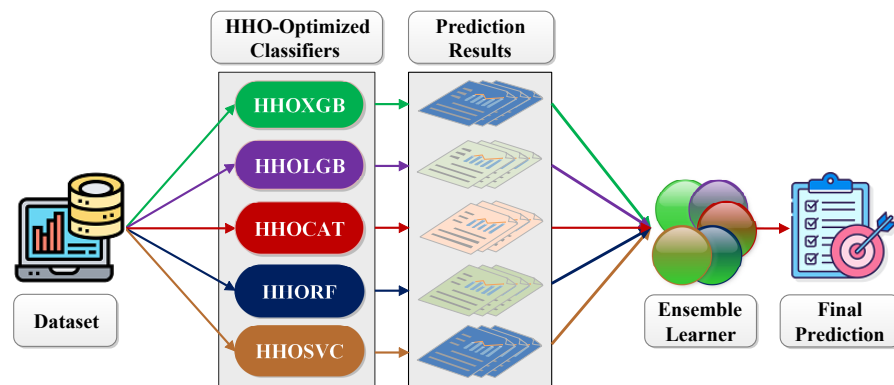 HHO-Optimized
Classifiers
Prediction
Results
HHOXGB
HHOLGB
HHOCAT
HHORF
HHOSVC
Dataset
Ensemble
Learner
Final
Prediction